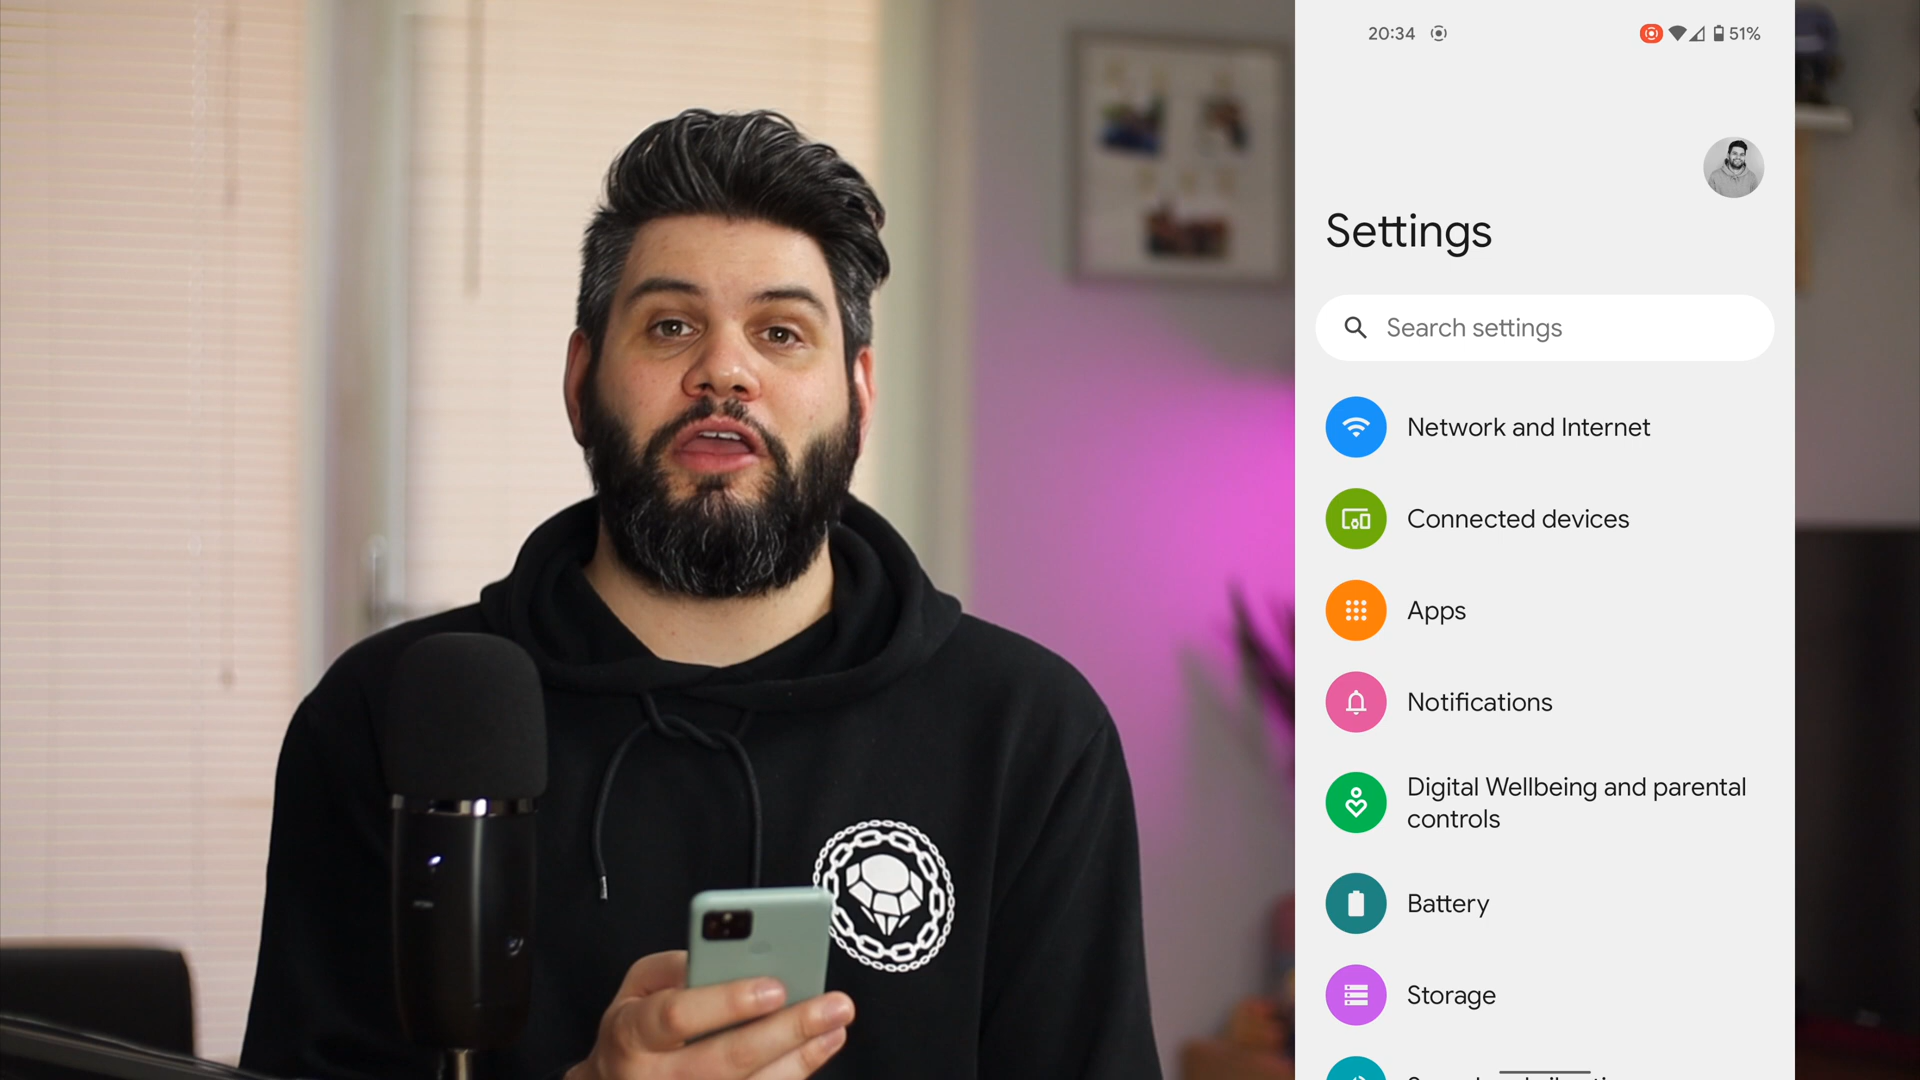 20:34
51%
Settings
Search settings
Network and Internet
Connected devices
Apps
Notifications
Digital Wellbeing and parental
controls
Battery
Storage